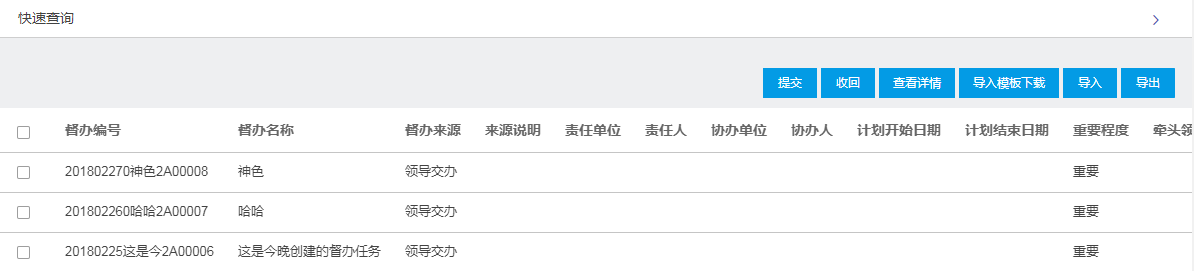 快速查询
提交 收回 查看详情 导入模板下载 导入 导出
督办编号 督办名称 督办来源 来源说明 责任单位 责任人 协办单位 协办人 计划开始日期 计划结束日期 重要程度 牵头领
201802270神色2A00008 神色 领导交办 重要
201802260哈哈2A00007 哈哈 领导交办 重要
20180225这是今2A00006 这是今晚创建的督办任务 领导交办 重要